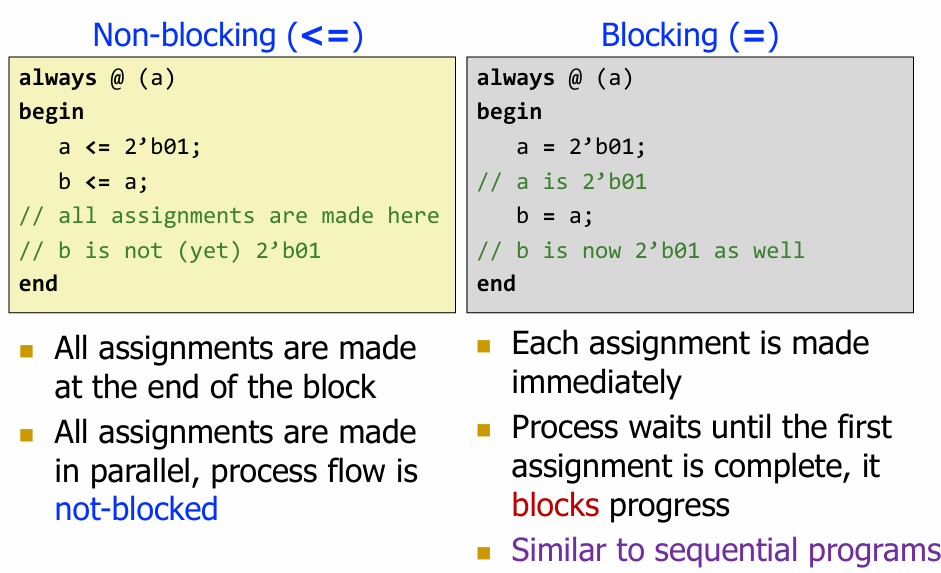 Non-blocking (<=)
always @ (a)
begin
a <= 2’b01;
b <= a;
// all assignments are made here
// b is not (yet) 2’b01
end
All assignments are made
at the end of the block
All assignments are made
in parallel, process flow is
not-blocked
Blocking (=)
always @ (a)
begin
a = 2’b01;
// a is 2’b01
b = a;
// b is now 2’b01 as well
end
Each assignment is made
immediately
Process waits until the first
assignment is complete, it
blocks progress
Similar to sequential programs